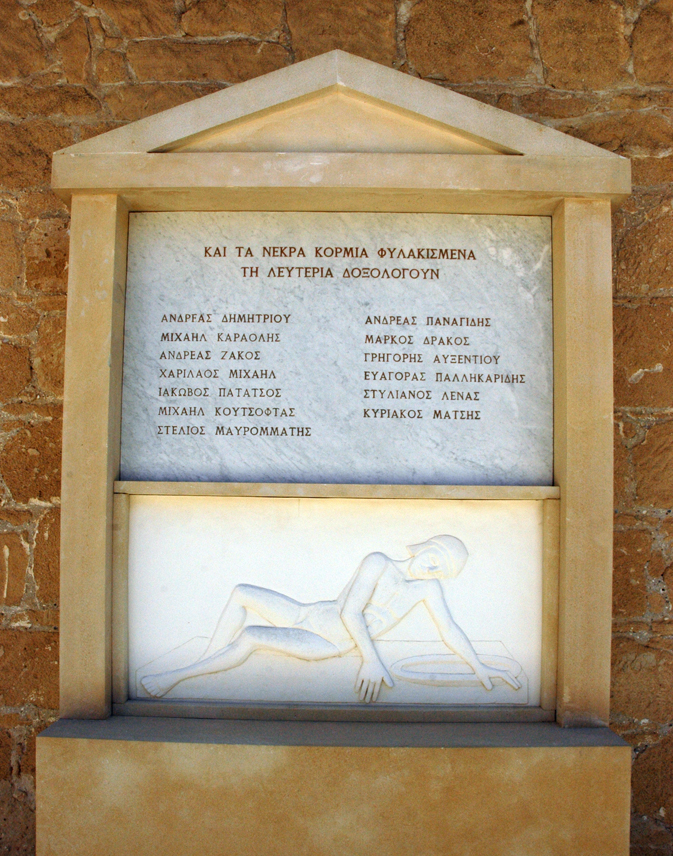 ΚΑΙ ΤΑ ΝΕΚΡΑ ΚΟΡΜΙΑ ΦΥΛΑΚΙΣΜΕΝΑ
ΤΗ ΛΕΥΤΕΡΙΑ ΔΟΞΟΛΟΓΟΥΝ
ΑΝΔΡΕΑΣ ΔΗΜΗΤΡΙΟΥ
ΜΙΧΑΗΛ ΚΑΡΑΟΛΗΣ
ΑΝΔΡΕΑΣ ΖΑΚΟΣ
ΧΑΡΙΛΑΟΣ ΜΙΧΑΗΛ
ΙΑΚΩΒΟΣ ΠΑΤΑΤΣΟΣ
ΜΙΧΑΗΛ ΚΟΥΤΣΟΦΤΑΣ
ΣΤΕΛΙΟΣ ΜΑΥΡΟΜΜΑΤΗΣ
ΑΝΔΡΕΑΣ ΠΑΝΑΓΙΔΗΣ
ΜΑΡΚΟΣ ΔΡΑΚΟΣ
ΓΡΗΓΟΡΗΣ ΑΥΞΕΝΤΙΟΥ
ΕΥΑΓΟΡΑΣ ΠΑΛΛΗΚΑΡΙΔΗΣ
ΣΤΥΛΙΑΝΟΣ ΛΕΝΑΣ
ΚΥΡΙΑΚΟΣ ΜΑΤΣΗΣ